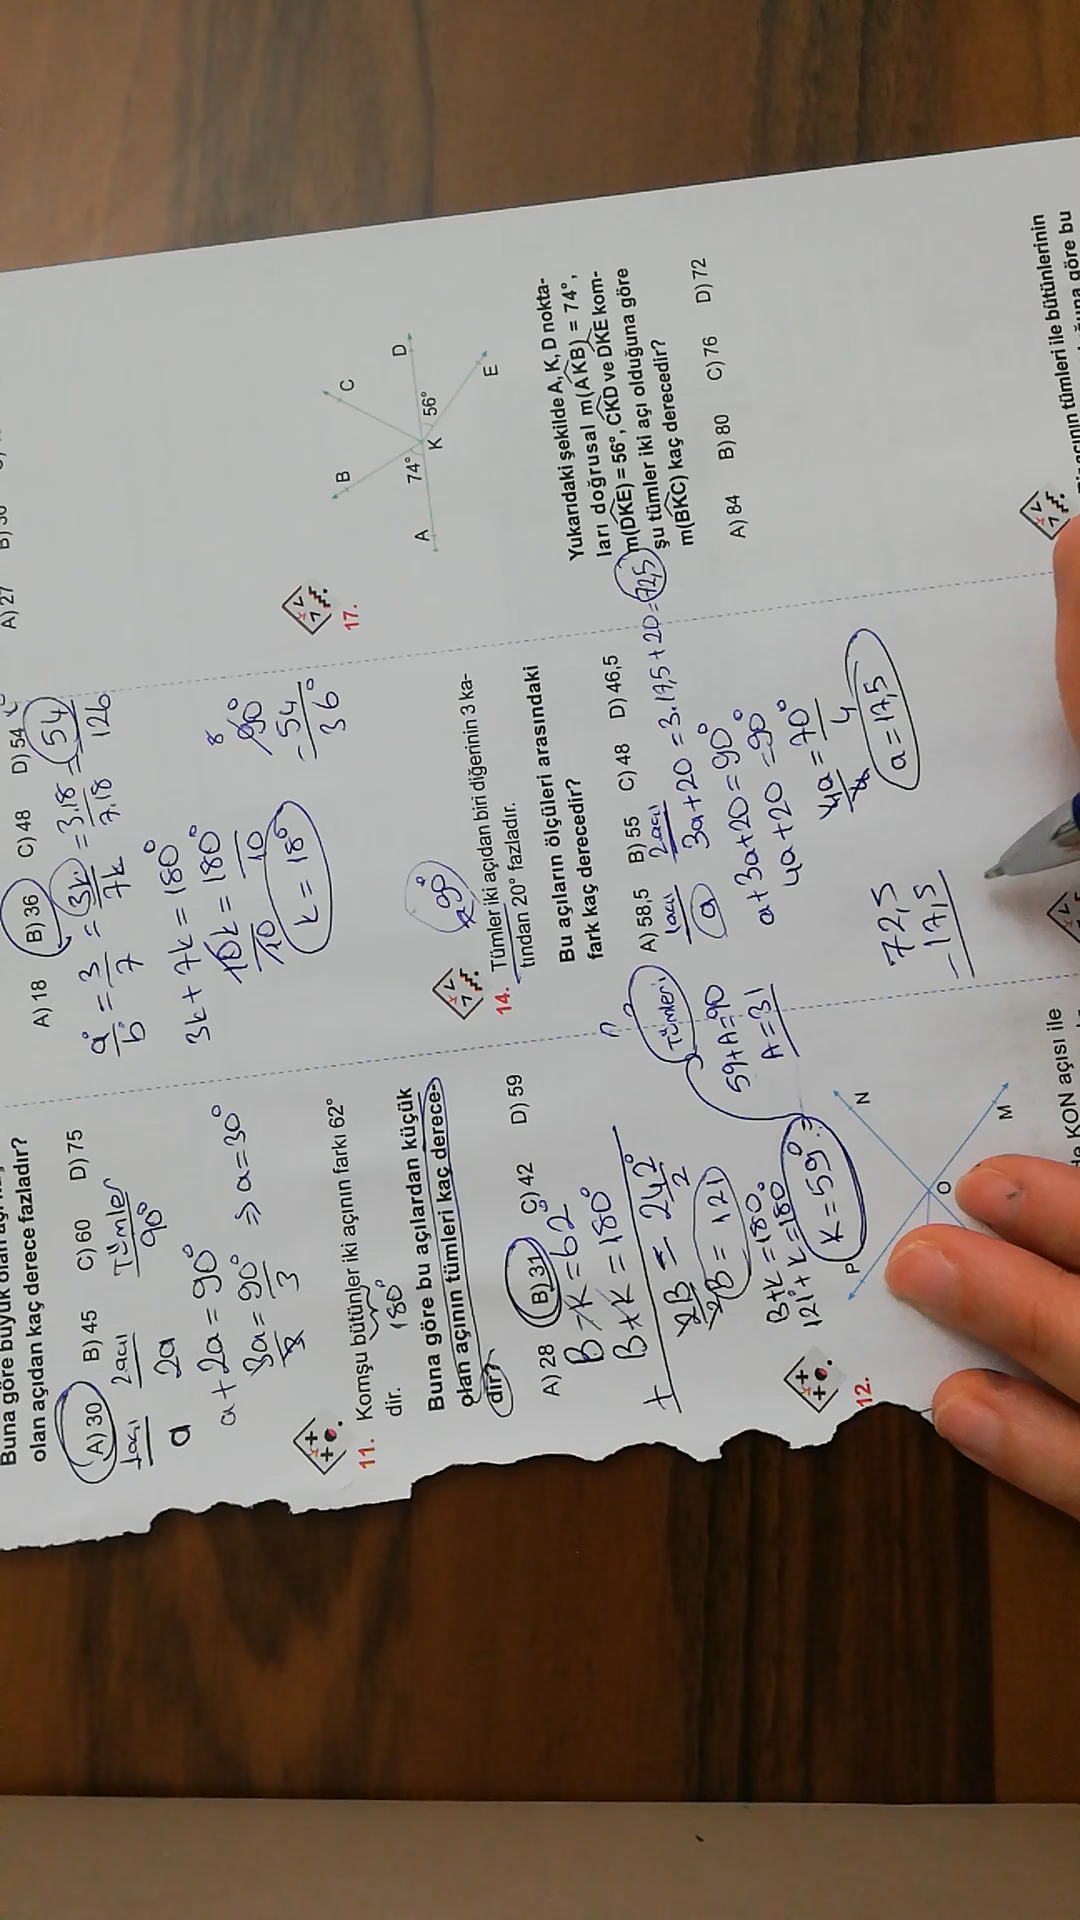 Buna göre büyük olan
olan açıdan kaç derece fazladır?
A) 30 B) 45 C) 60 D) 75
1açı 2açı Tümler
a 2a 90°
a + 2a = 90°
3a = 90° ⇒ a = 30°
3 3
11. Komşu bütünler iki açının farkı 62°
dir. 180°
Buna göre bu açılardan küçük
olan açının tümleri kaç derece-
dir?
A) 28 B) 31 C) 42 D) 59
B - K = 62
+ B + K = 180°
2B = 242°
2 2
B = 121
B + K = 180°
121° + K = 180°
K = 59°
Tümleri
59 + A = 90
A = 31
12.
P N
O
M
KON açısı ile
A) 18 B) 36 C) 48 D) 54
a° = 3 = 3k = 3.18 = 54
b° 7 7k 7.18 126
3k + 7k = 180°
10k = 180°
10 10
k = 18°
90°
- 54
36°
90°
14. Tümler iki açıdan biri diğerinin 3 ka-
tından 20° fazladır.
Bu açıların ölçüleri arasındaki
fark kaç derecedir?
A) 58,5 B) 55 C) 48 D) 46,5
1açı 2açı
a 3a + 20 = 3.17,5 + 20 = 72,5
a + 3a + 20 = 90°
4a + 20 = 90°
4a = 70°
4 4
a = 17,5
72,5
- 17,5
A) 27
17.
B C
A 74° D
K 56°
E
Yukarıdaki şekilde A, K, D nokta-
ları doğrusal m(AKB) = 74°,
m(DKE) = 56°, CKD ve DKE kom-
şu tümler iki açı olduğuna göre
m(BKC) kaç derecedir?
A) 84 B) 80 C) 76 D) 72
tümleri ile bütünlerinin
göre bu